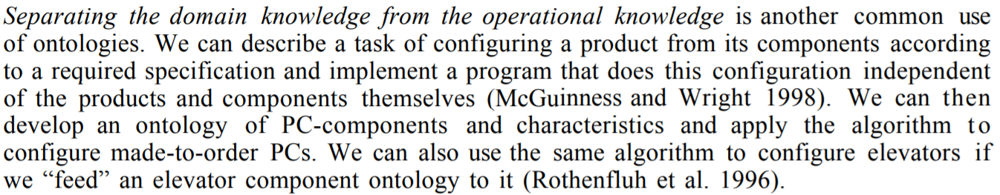 Separating the domain knowledge from the operational knowledge is another common use
of ontologies. We can describe a task of configuring a product from its components according
to a required specification and implement a program that does this configuration independent
of the products and components themselves (McGuinness and Wright 1998). We can then
develop an ontology of PC-components and characteristics and apply the algorithm to
configure made-to-order PCs. We can also use the same algorithm to configure elevators if
we “feed” an elevator component ontology to it (Rothenfluh et al. 1996).